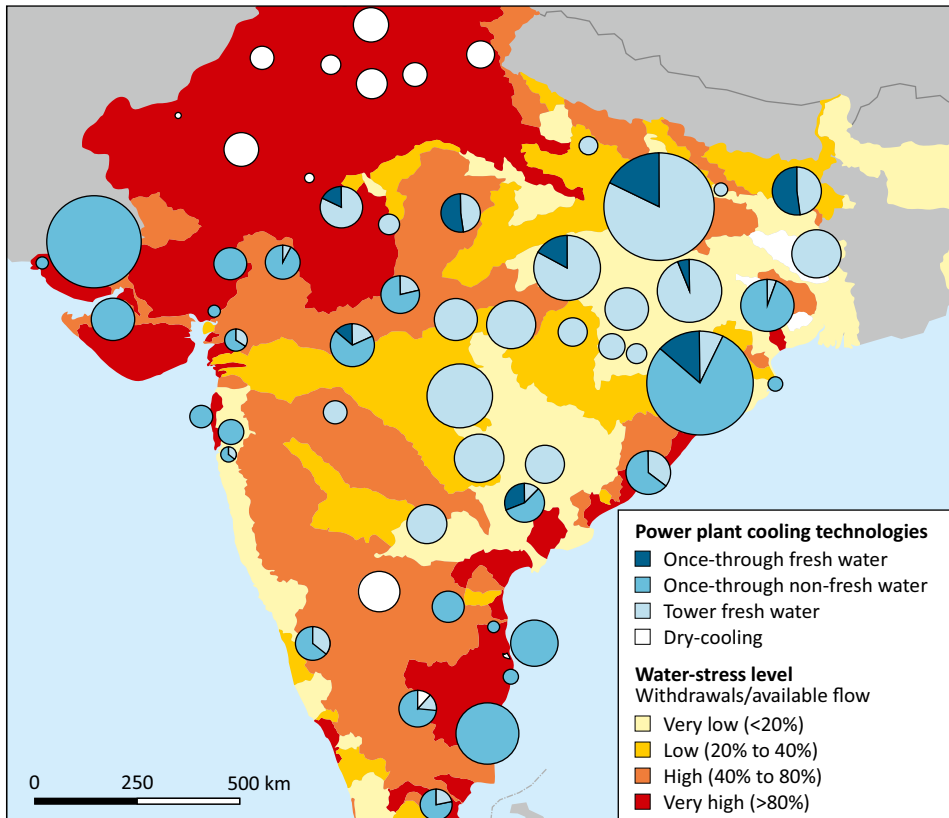 Power plant cooling technologies
Once-through fresh water
Once-through non-fresh water
Tower fresh water
Dry-cooling
Water-stress level
Withdrawals/available flow
Very low (<20%)
Low (20% to 40%)
High (40% to 80%)
Very high (>80%)
0 250 500 km